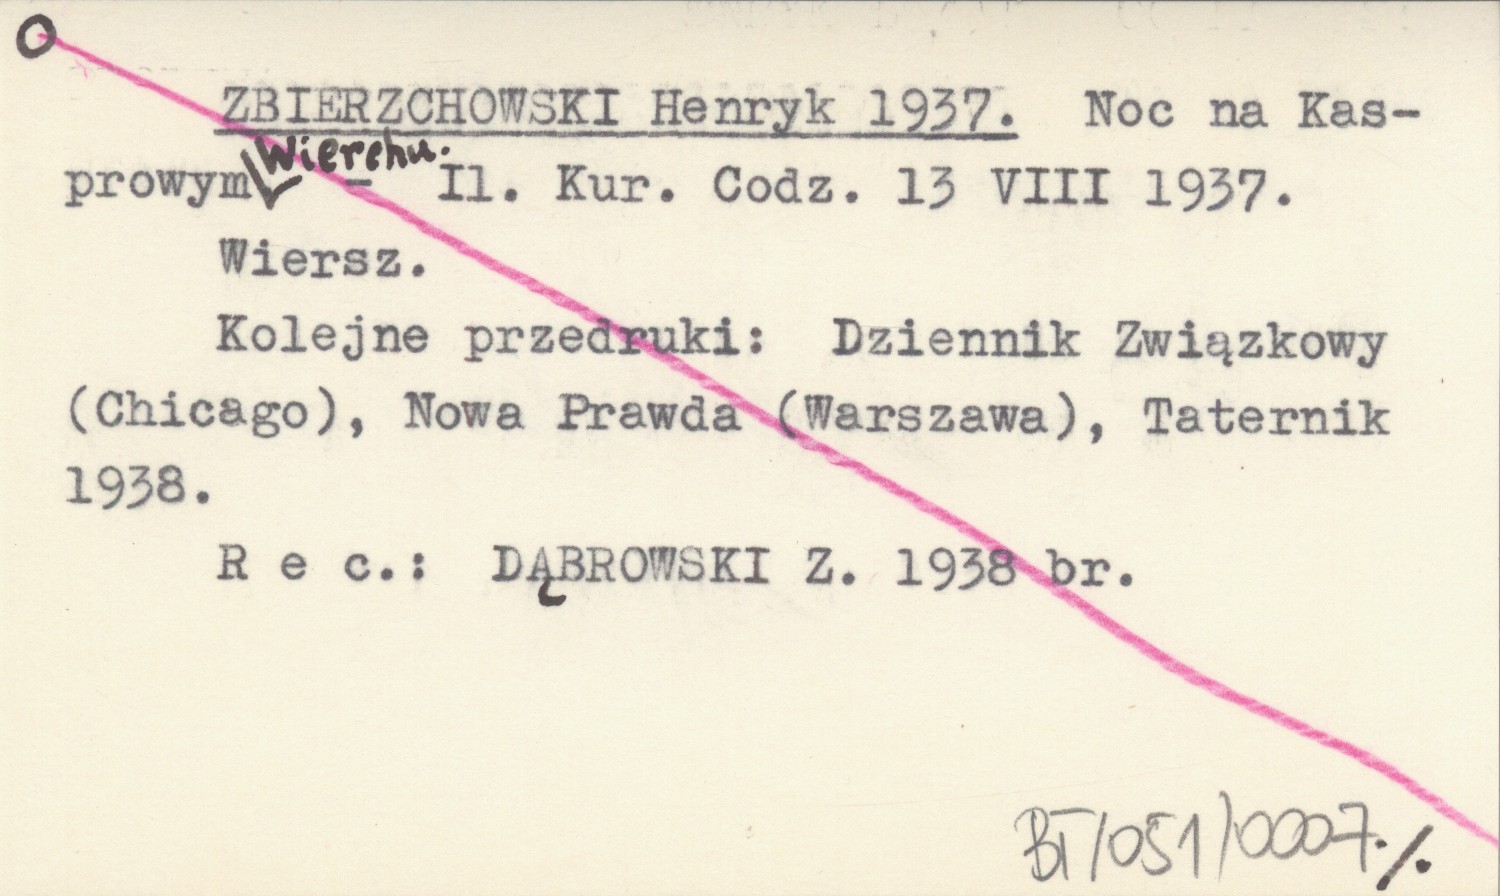 O
ZBIERZCHOWSKI Henryk 1937. Noc na Kas-
prowym Wierchu. – Il. Kur. Codz. 13 VIII 1937.
Wiersz.
Kolejne przedruki: Dziennik Związkowy
(Chicago), Nowa Prawda (Warszawa), Taternik
1938.
R e c.: DĄBROWSKI Z. 1938 br.
BT/051/0007 ./.